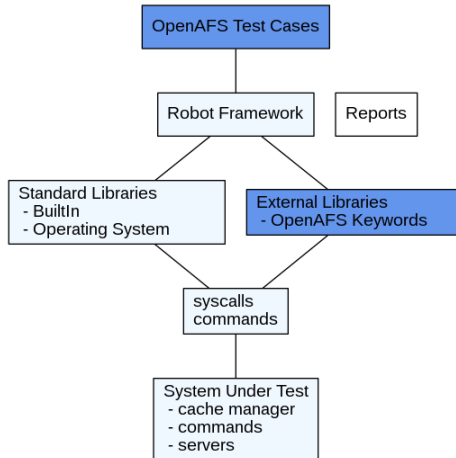 OpenAFS Test Cases
Robot Framework
Reports
Standard Libraries
- BuiltIn
- Operating System
External Libraries
- OpenAFS Keywords
syscalls
commands
System Under Test
- cache manager
- commands
- servers